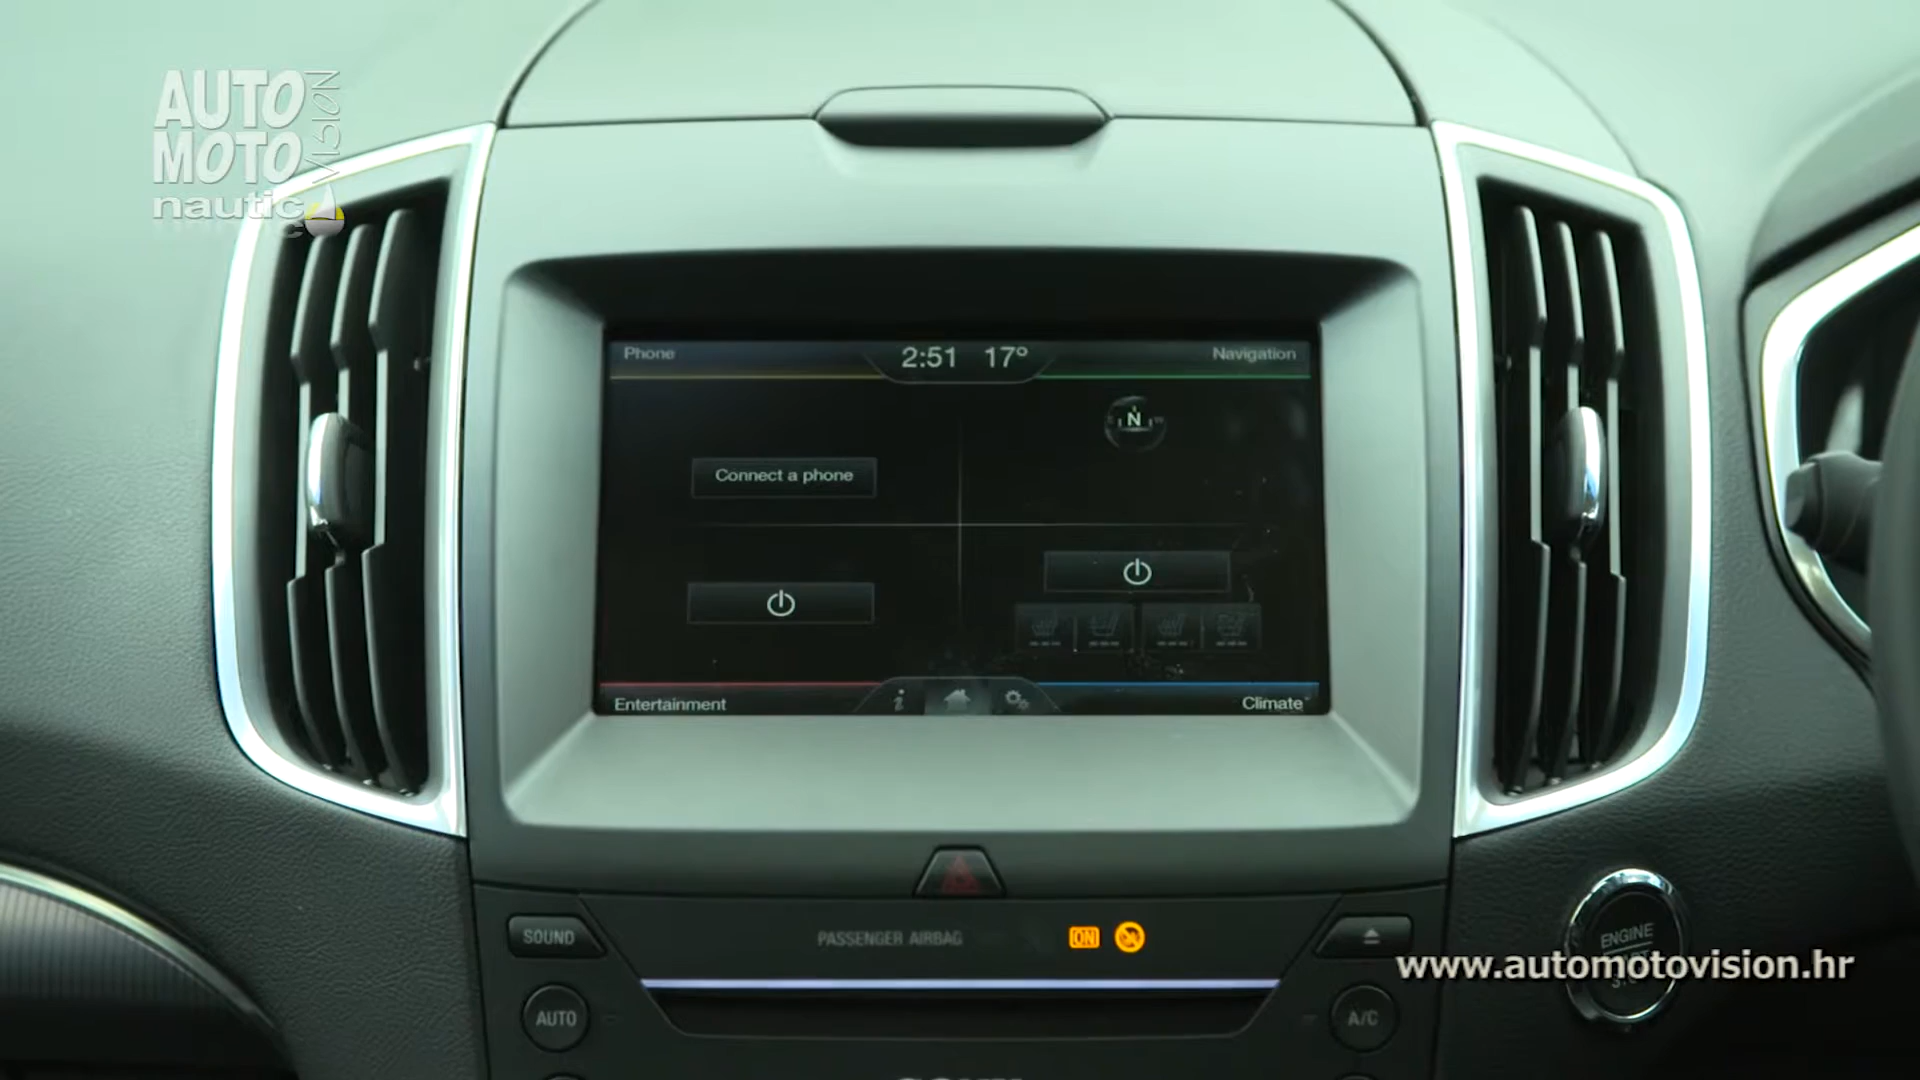 AUTO
MOTO
VISION
nautic
Phone
2:51 17°
Navigation
N
Connect a phone
Entertainment
i
Climate
SOUND
PASSENGER AIRBAG
ON
AUTO
A/C
ENGINE
www.automotovision.hr